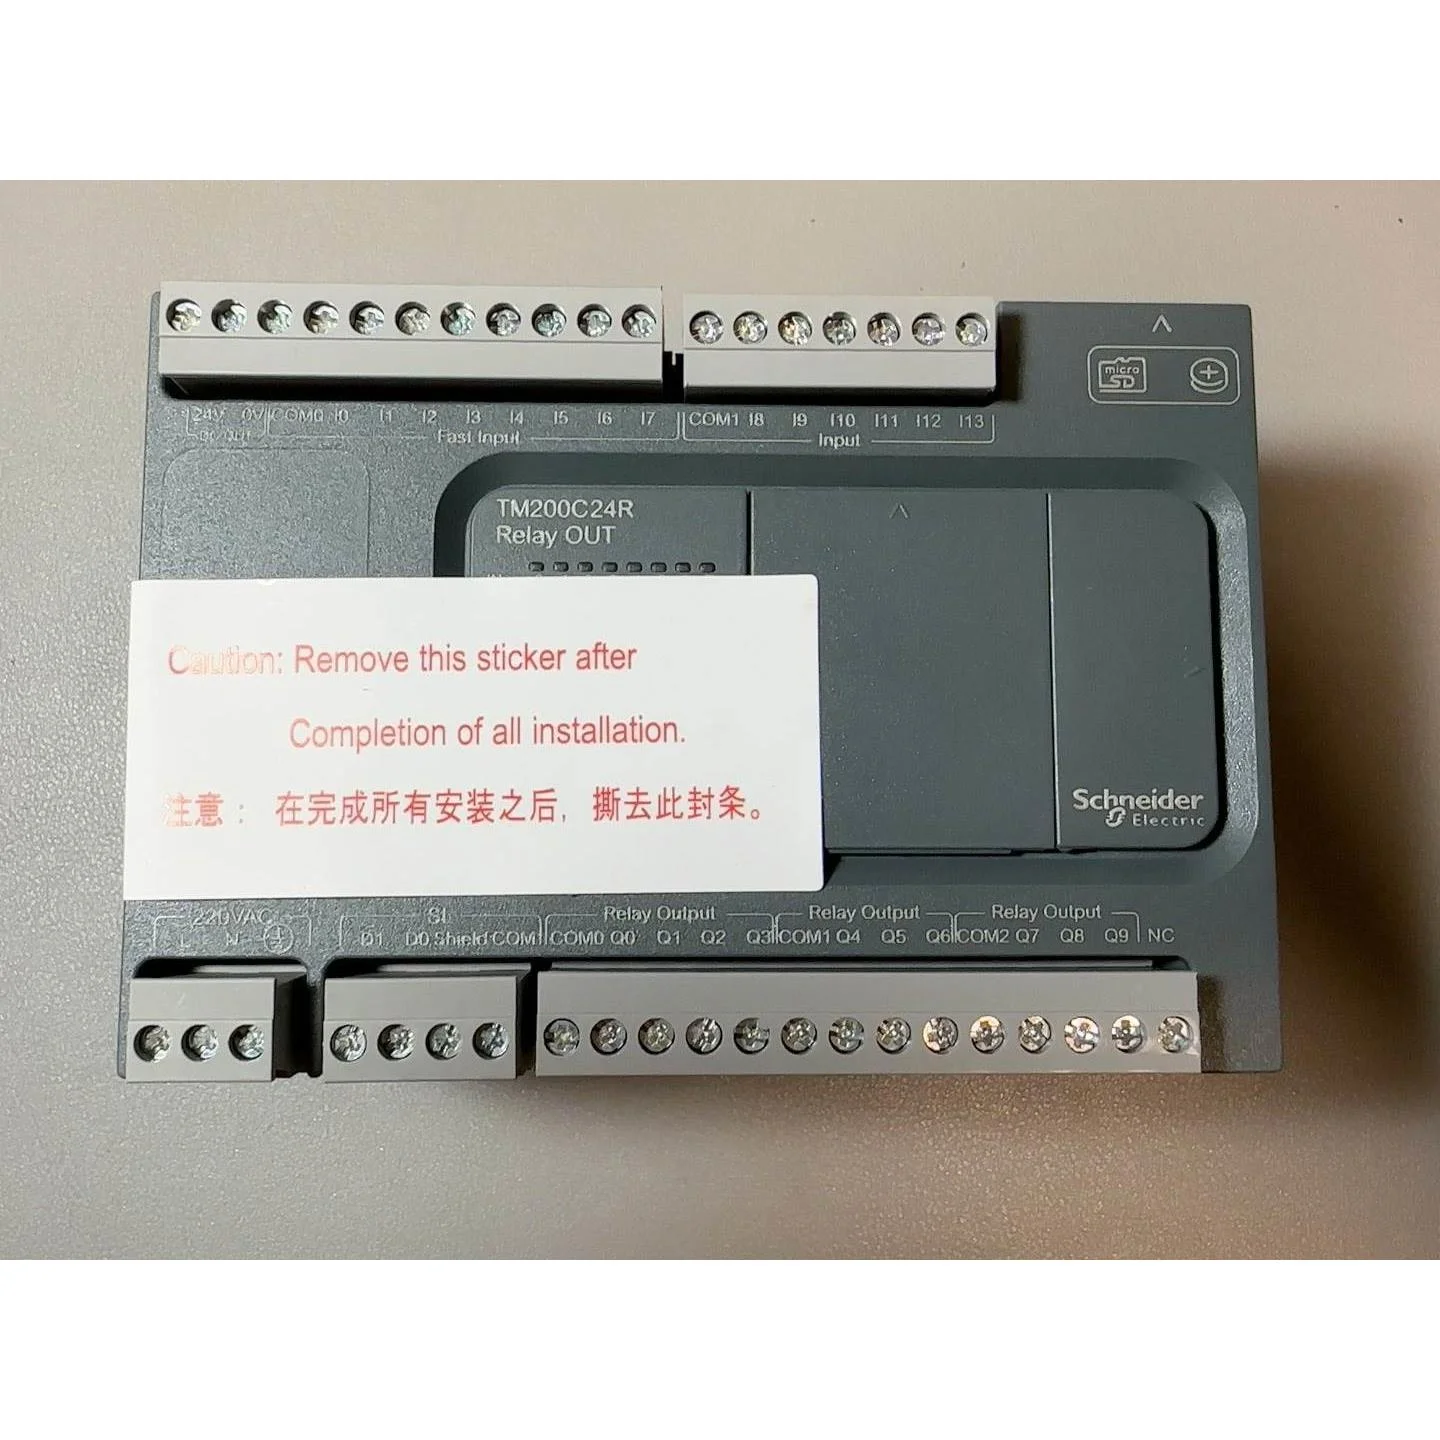 24V 0V COM0 I0 I1 I2 I3 I4 I5 I6 I7 COM1 I8 I9 I10 I11 I12 I13
DC OUT Fast Input Input
micro
SD
TM200C24R
Relay OUT
Caution: Remove this sticker after
Completion of all installation.
注意： 在完成所有安装之后，撕去此封条。
Schneider
Electric
220VAC SL Relay Output Relay Output Relay Output
L N D1 D0 Shield COM COM0 Q0 Q1 Q2 Q3 COM1 Q4 Q5 Q6 COM2 Q7 Q8 Q9 NC